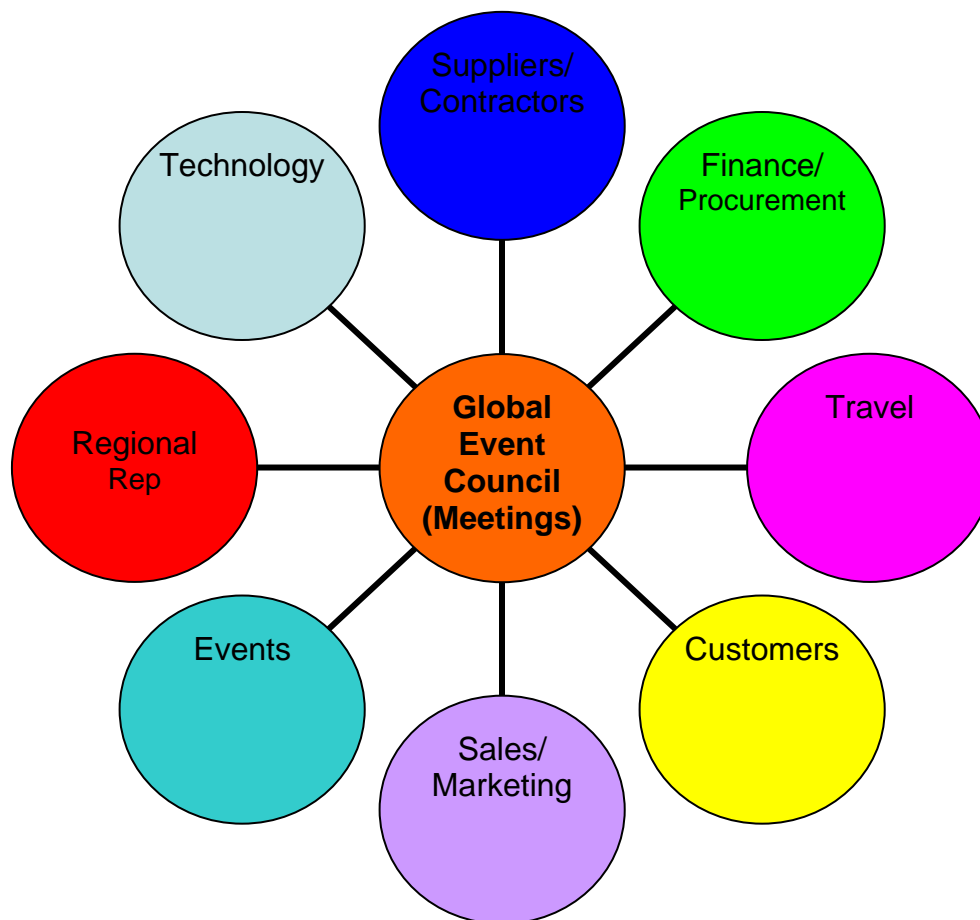 Suppliers/
Contractors
Technology
Finance/
Procurement
Global
Event
Council
(Meetings)
Travel
Regional
Rep
Events
Customers
Sales/
Marketing